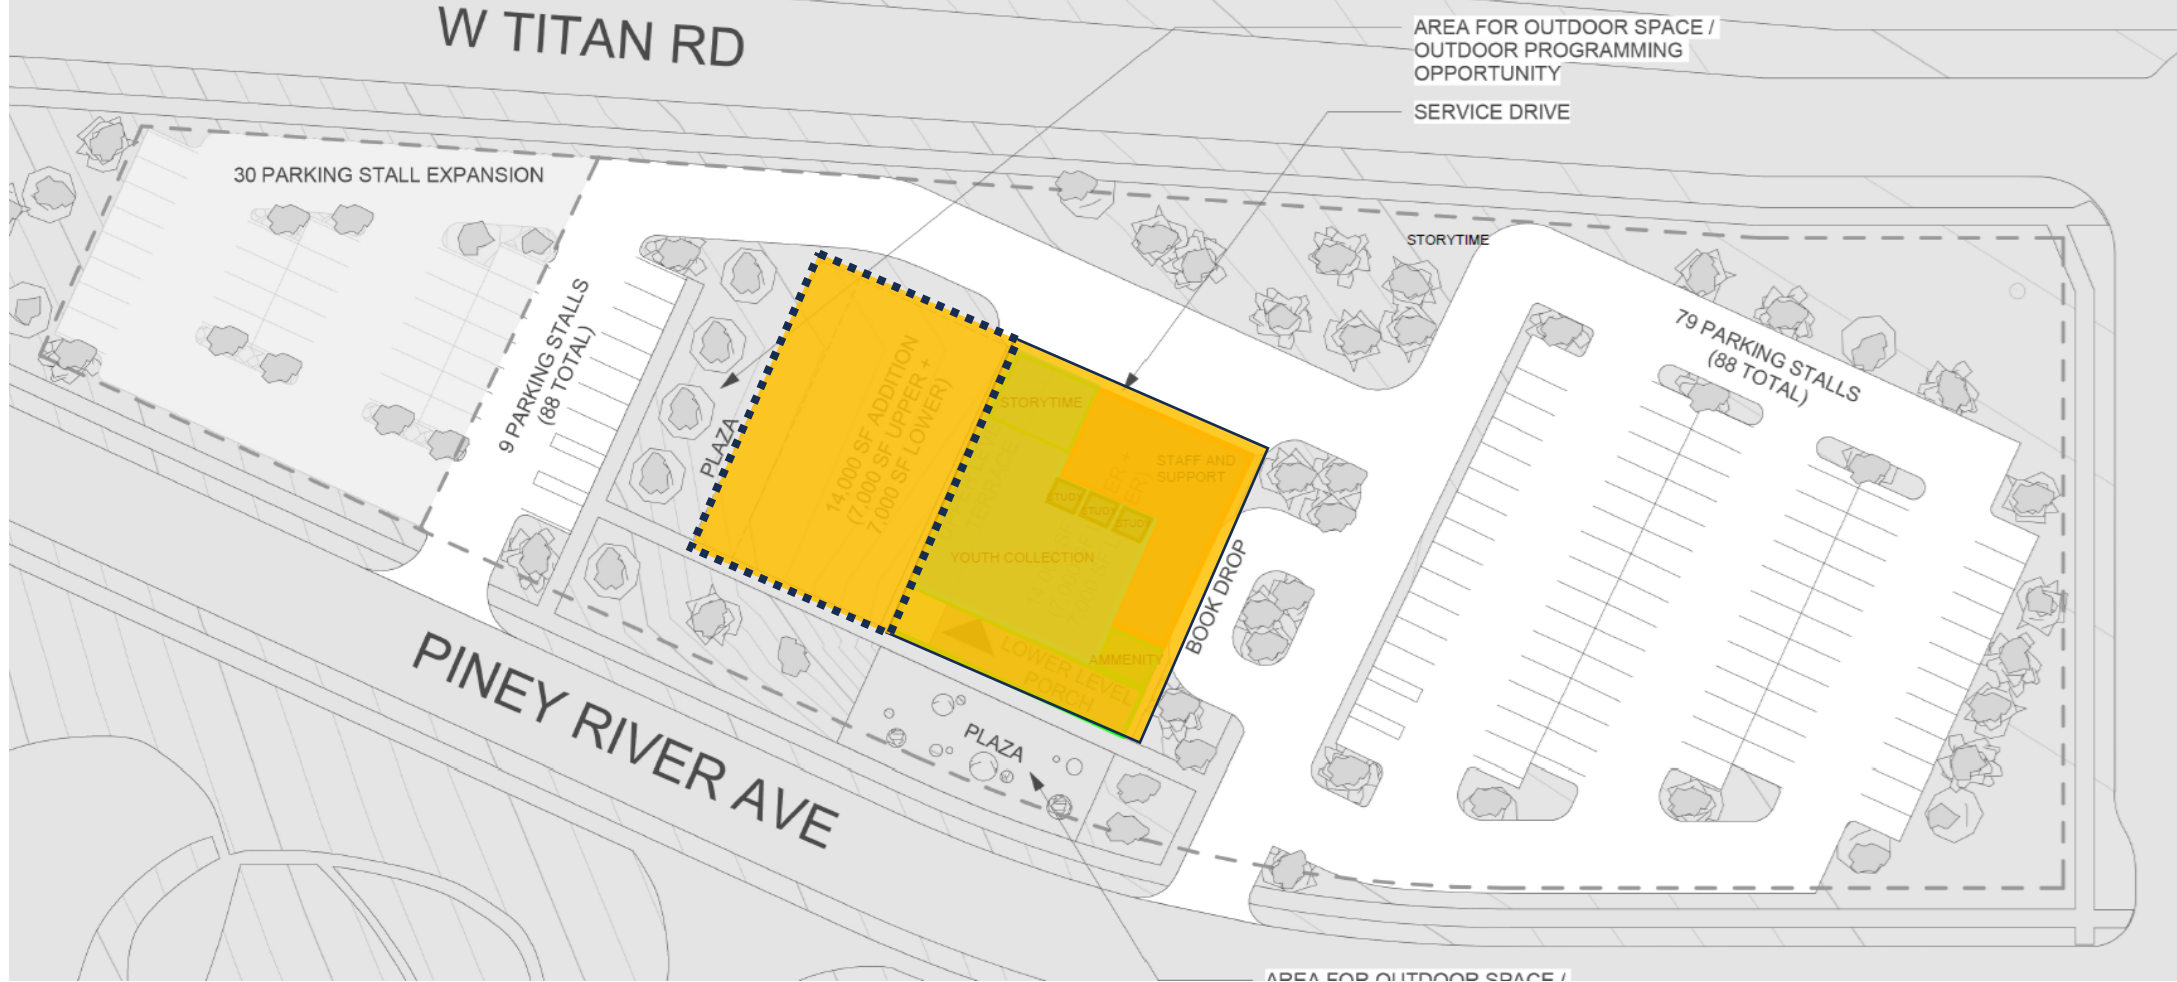 W TITAN RD
AREA FOR OUTDOOR SPACE /
OUTDOOR PROGRAMMING
OPPORTUNITY
SERVICE DRIVE
30 PARKING STALL EXPANSION
STORYTIME
9 PARKING STALLS
(88 TOTAL)
79 PARKING STALLS
(88 TOTAL)
PLAZA
14,000 SF ADDITION
(7,000 SF UPPER +
7,000 SF LOWER)
STORYTIME
STAFF AND
SUPPORT
STUDY
STUDY
STUDY
YOUTH COLLECTION
BOOK DROP
LOWER LEVEL
PORCH
AMMENITY
PLAZA
PINEY RIVER AVE
AREA FOR OUTDOOR SPACE /